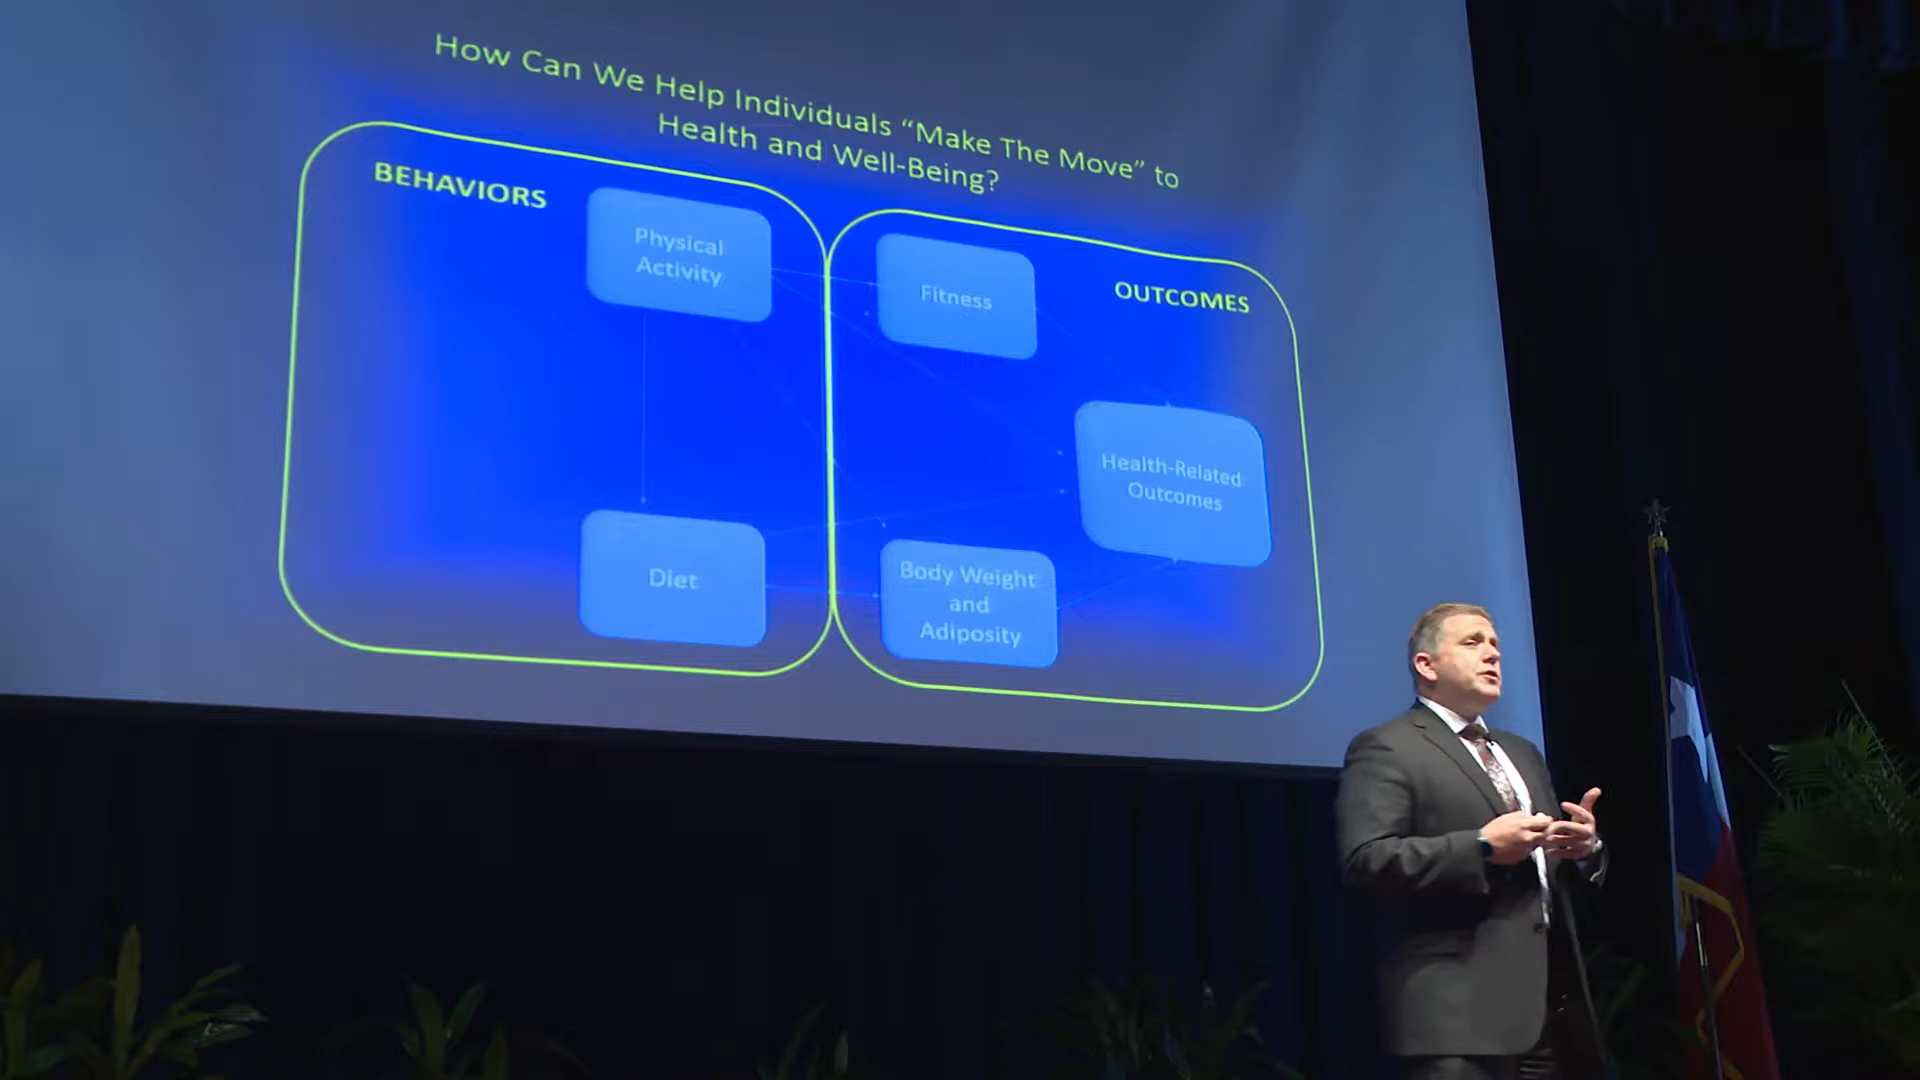 How Can We Help Individuals “Make The Move” to
Health and Well-Being?
BEHAVIORS
Physical
Activity
Fitness
OUTCOMES
Health-Related
Outcomes
Diet
Body Weight
and
Adiposity